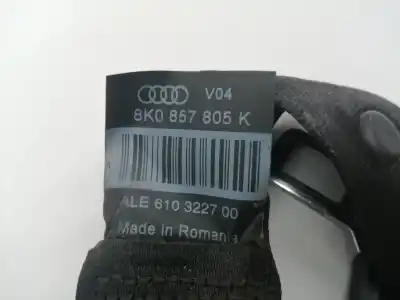 V04
8K0 857 805 K
ALE 610 3227 00
Made in Romania